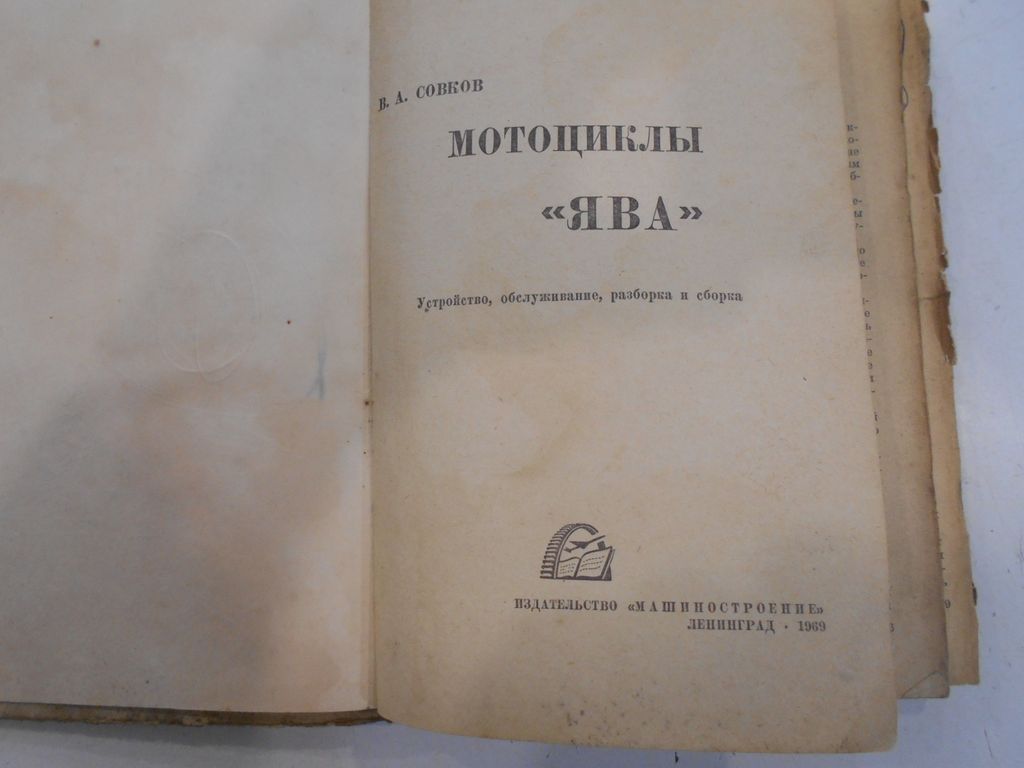 В. А. СОВКОВ
МОТОЦИКЛЫ
«ЯВА»
Устройство, обслуживание, разборка и сборка
ИЗДАТЕЛЬСТВО «МАШИНОСТРОЕНИЕ»
ЛЕНИНГРАД · 1969